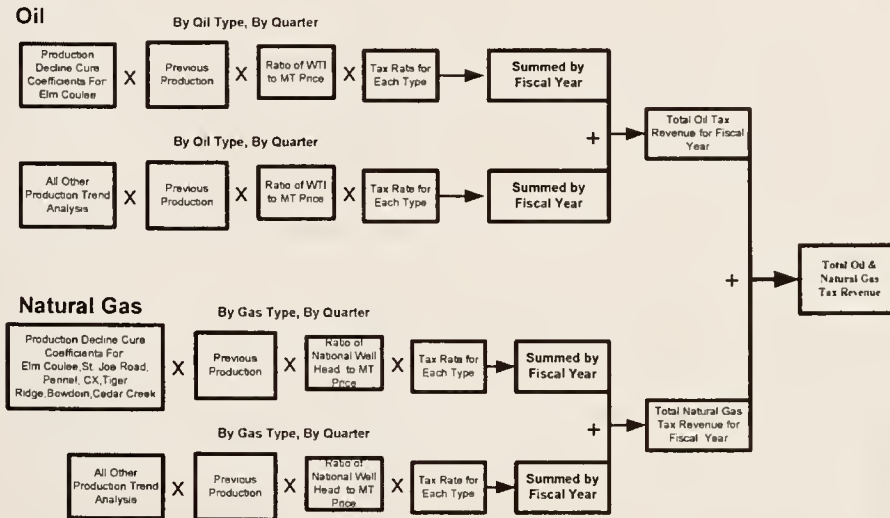 Oil
By Oil Type, By Quarter
Production
Decline Cure
Coefficients For
Elm Coulee
X
Previous
Production
X
Ratio of WTI
to MT Price
X
Tax Rate for
Each Type
Summed by
Fiscal Year
By Oil Type, By Quarter
All Other
Production Trend
Analysis
X
Previous
Production
X
Ratio of WTI
to MT Price
X
Tax Rate for
Each Type
Summed by
Fiscal Year
+
Total Oil Tax
Revenue for Fiscal
Year
Natural Gas
By Gas Type, By Quarter
Production Decline Cure
Coefficients For
Elm Coulee,St. Joe Road,
Pennel, CX,Tiger
Ridge,Bowdoin,Cedar Creek
X
Previous
Production
X
Ratio of
National Well
Head to MT
Price
X
Tax Rate for
Each Type
Summed by
Fiscal Year
By Gas Type, By Quarter
All Other
Production Trend
Analysis
X
Previous
Production
X
Ratio of
National Well
Head to MT
Price
X
Tax Rate for
Each Type
Summed by
Fiscal Year
+
Total Natural Gas
Tax Revenue for
Fiscal Year
+
Total Oil &
Natural Gas
Tax Revenue